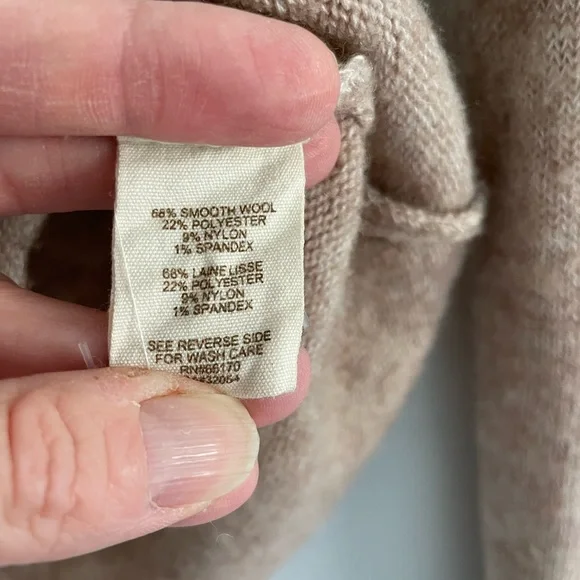 68% SMOOTH WOOL
22% POLYESTER
9% NYLON
1% SPANDEX
68% LAINE LISSE
22% POLYESTER
9% NYLON
1% SPANDEX
SEE REVERSE SIDE
FOR WASH CARE
RN#66170